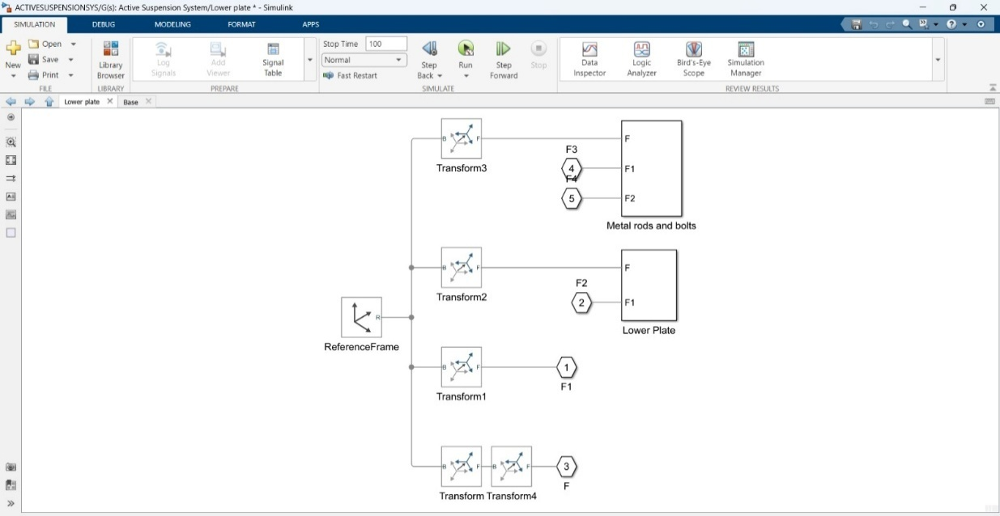 ACTIVESUSPENSIONSYS/G(s): Active Suspension System/Lower plate * - Simulink
SIMULATION DEBUG MODELING FORMAT APPS
New
Open
Save
Print
FILE
Library Browser
LIBRARY
Log Signals
Add Viewer
Signal Table
PREPARE
Stop Time 100
Normal
Fast Restart
Step Back
Run
Step Forward
Stop
SIMULATE
Data Inspector
Logic Analyzer
Bird's-Eye Scope
Simulation Manager
REVIEW RESULTS
Lower plate Base
B F
Transform3
F3
4
F4
5
F
F1
F2
Metal rods and bolts
B F
Transform2
F2
2
F
F1
Lower Plate
R
ReferenceFrame
B F
Transform1
1
F1
B F
Transform
B F
Transform4
3
F